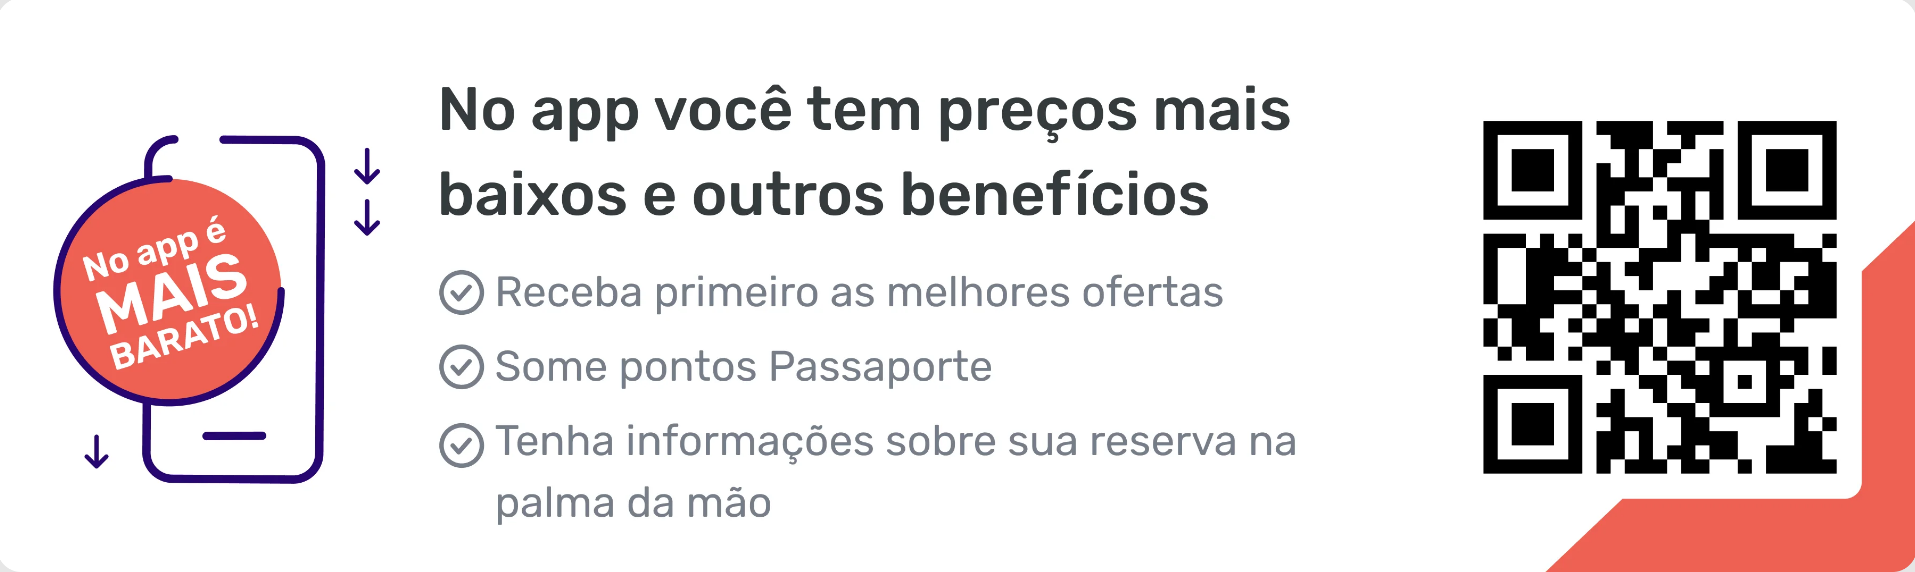 No app é
MAIS
BARATO!
No app você tem preços mais
baixos e outros benefícios
Receba primeiro as melhores ofertas
Some pontos Passaporte
Tenha informações sobre sua reserva na
palma da mão